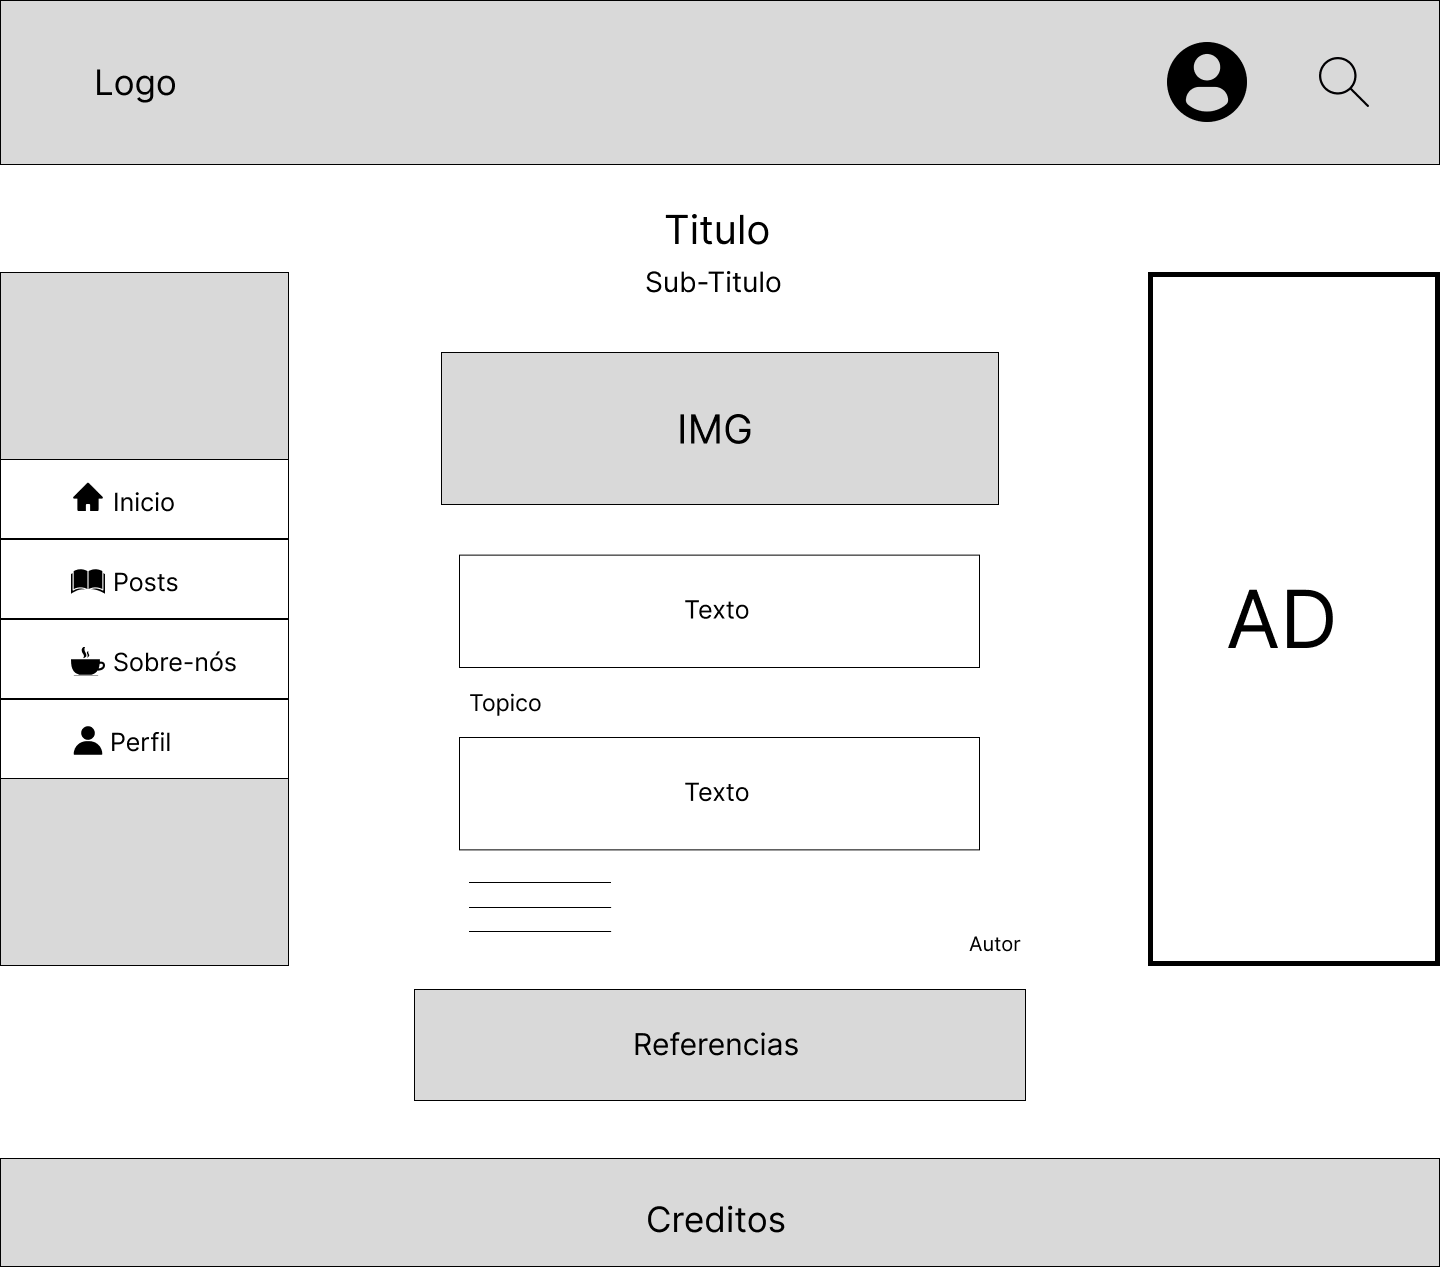 Logo
Titulo
Sub-Titulo
Inicio
Posts
Sobre-nós
Perfil
IMG
Texto
Topico
Texto
Autor
AD
Referencias
Creditos